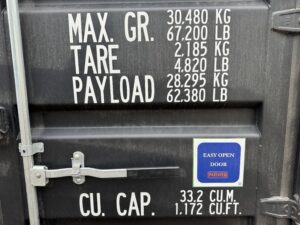 MAX. GR. 30.480 KG
67.200 LB
TARE 2.185 KG
4.820 LB
PAYLOAD 28.295 KG
62.380 LB
EASY OPEN
DOOR
CU. CAP. 33.2 CU.M.
1.172 CU.FT.